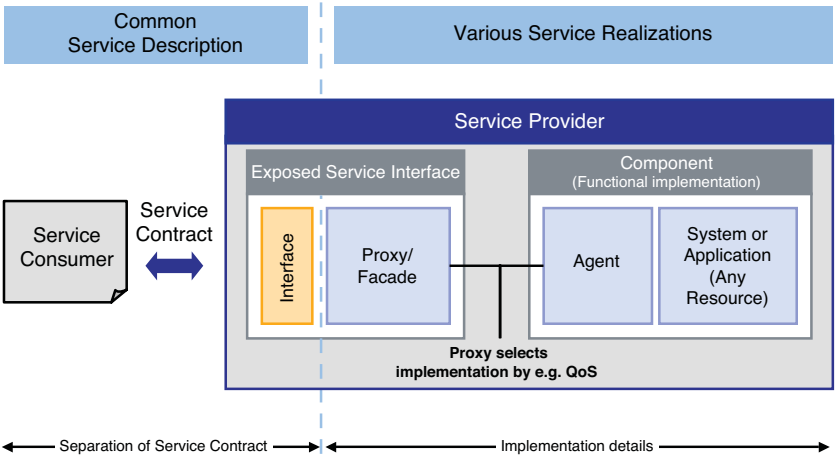 Common
Service Description
Various Service Realizations
Service Provider
Exposed Service Interface
Component
(Functional implementation)
Service
Consumer
Service
Contract
Interface
Proxy/
Facade
Agent
System or
Application
(Any
Resource)
Proxy selects
implementation by e.g. QoS
Separation of Service Contract
Implementation details